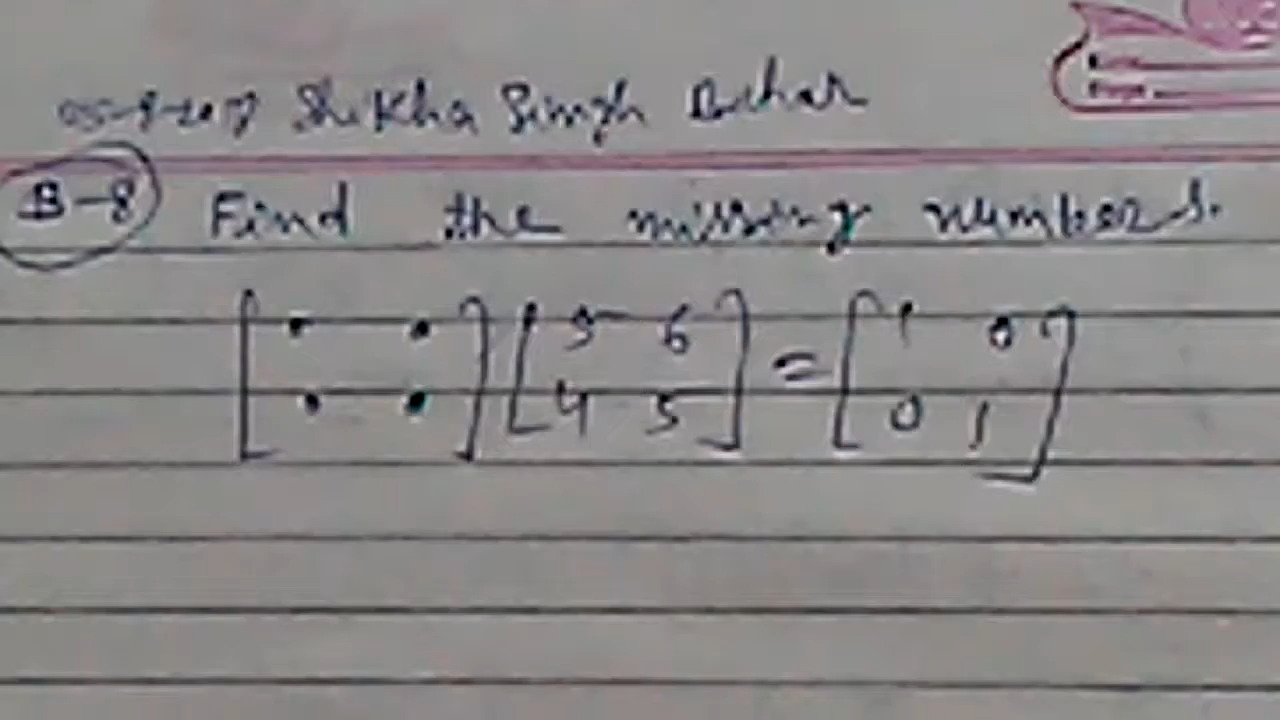 Shikha Singh Bihar
B-8 Find the missing numbers.
[. .] [5 6] = [1 0]
[. .] [4 5] [0 1]